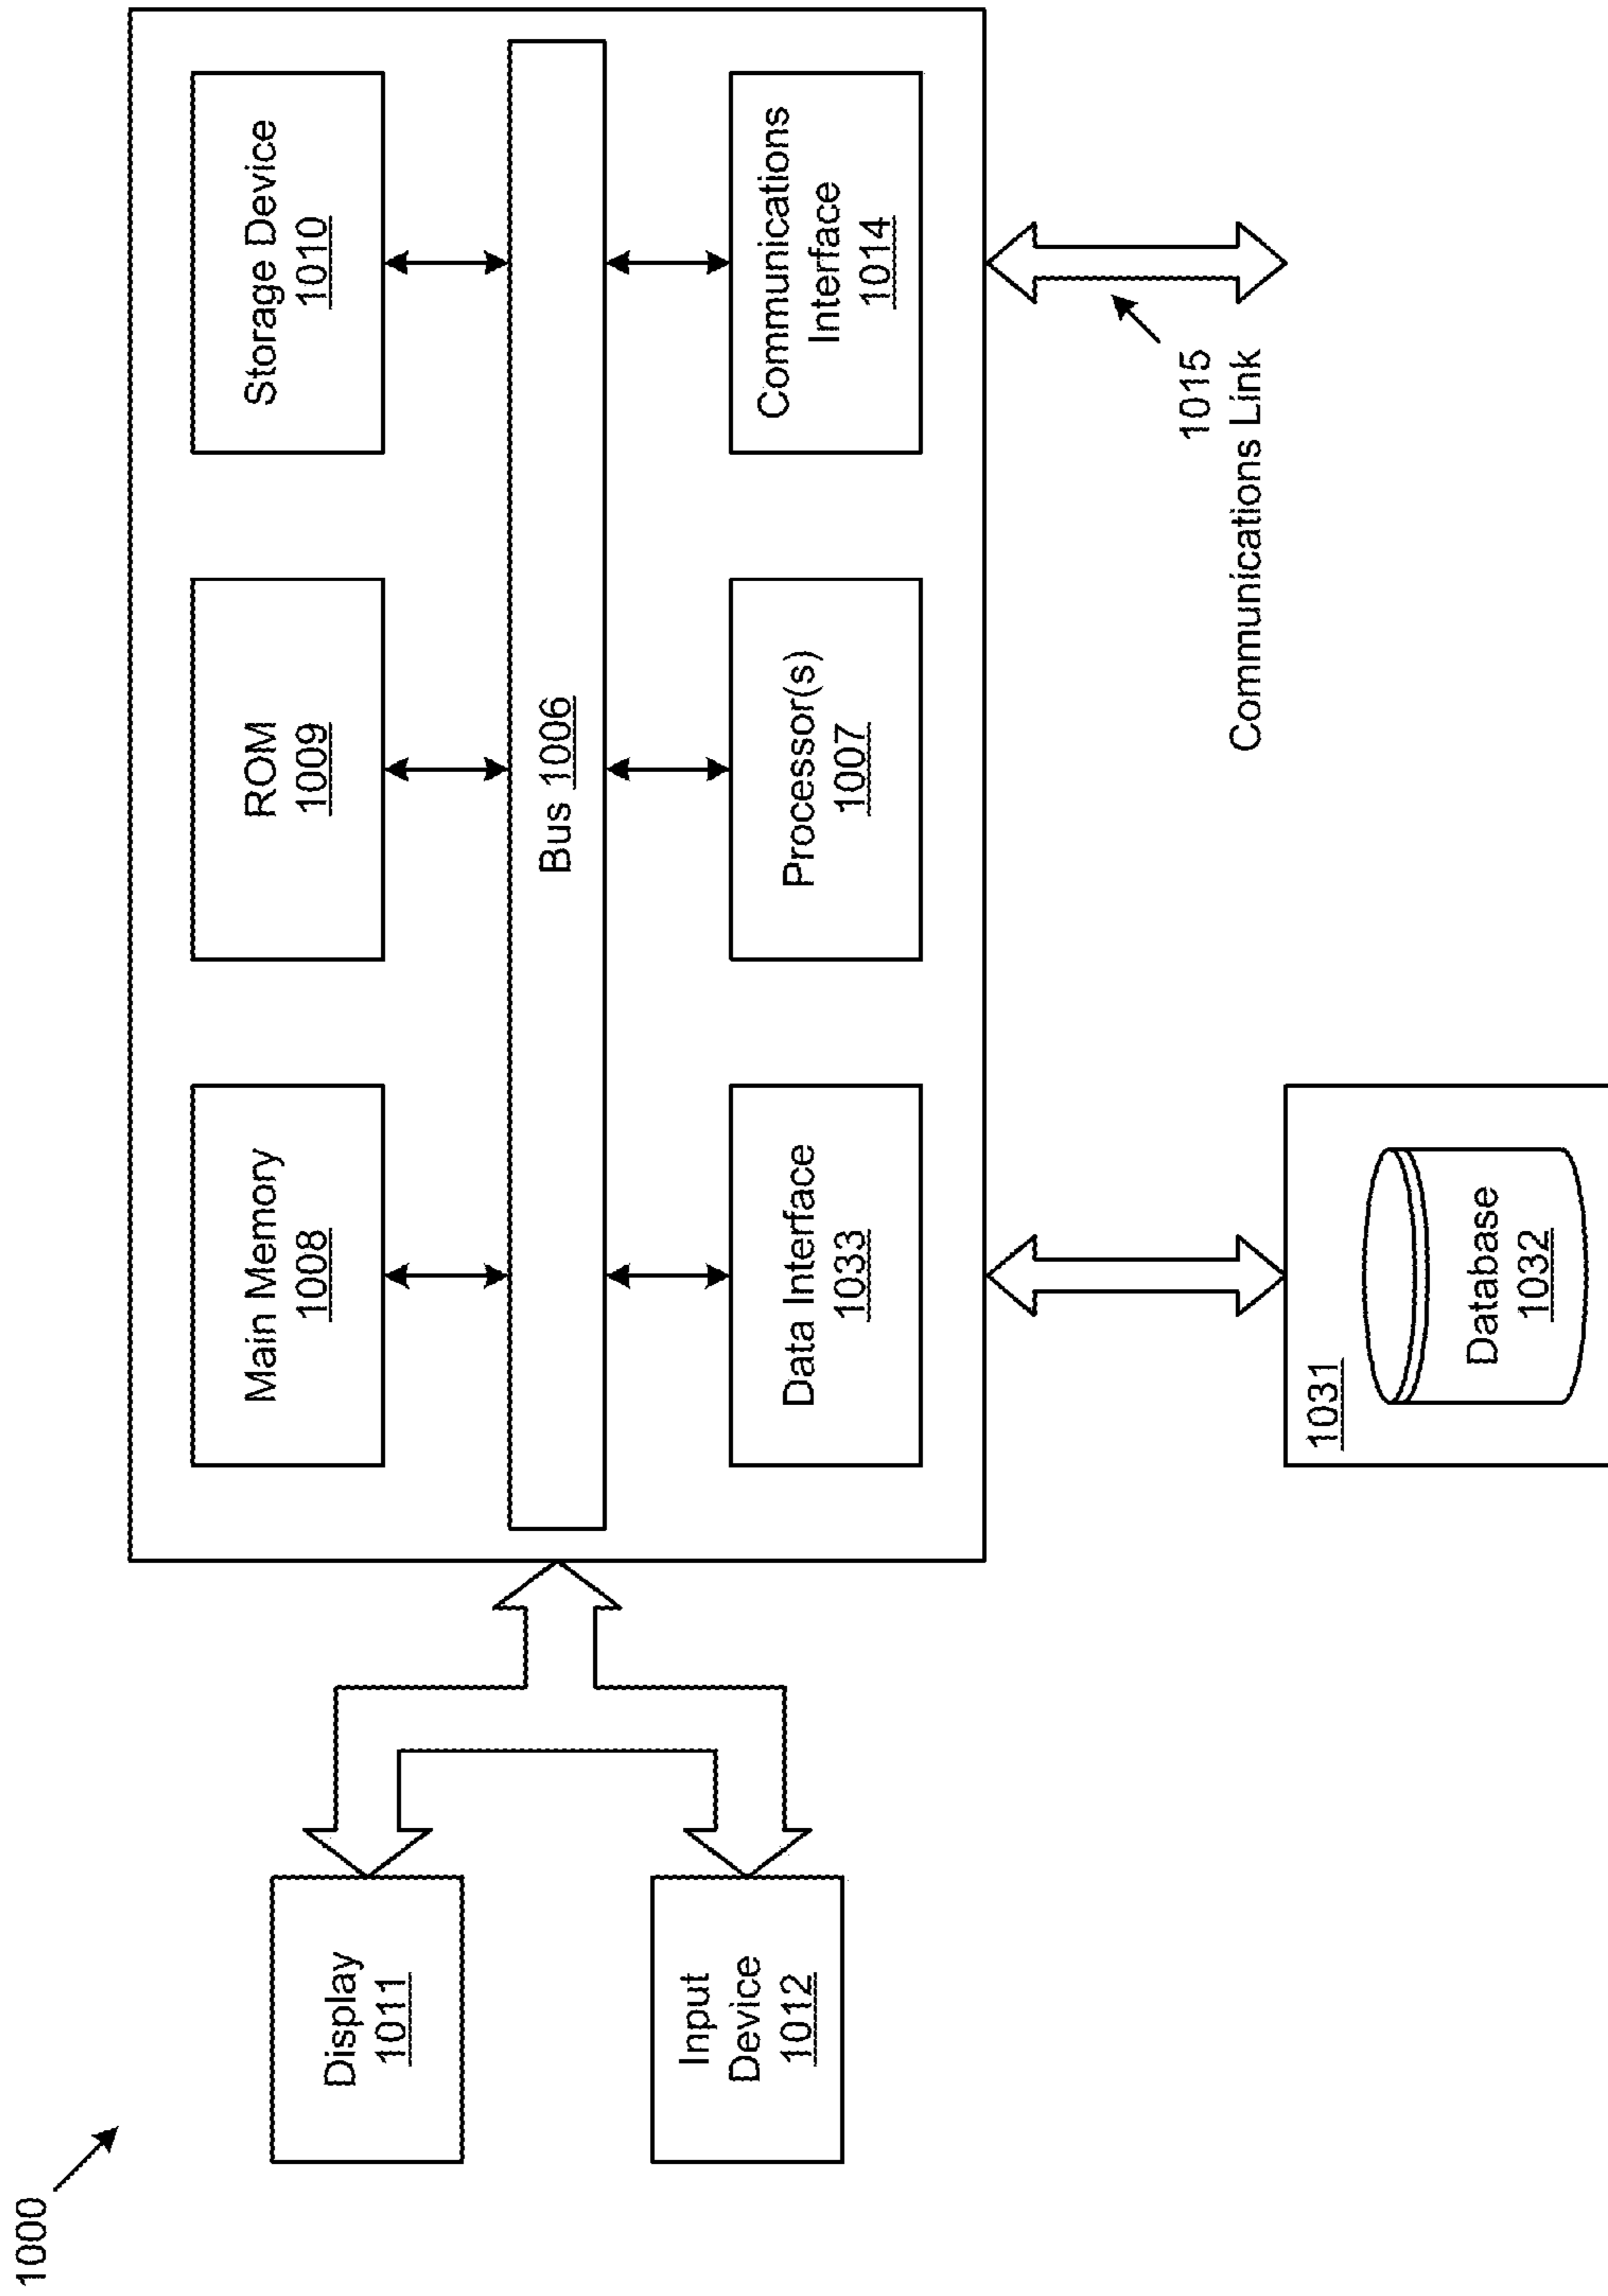 1000
Display
1011
Input
Device
1012
Main Memory
1008
ROM
1009
Storage Device
1010
Bus 1006
Data Interface
1033
Processor(s)
1007
Communications
Interface
1014
1015
Communications Link
1031
Database
1032